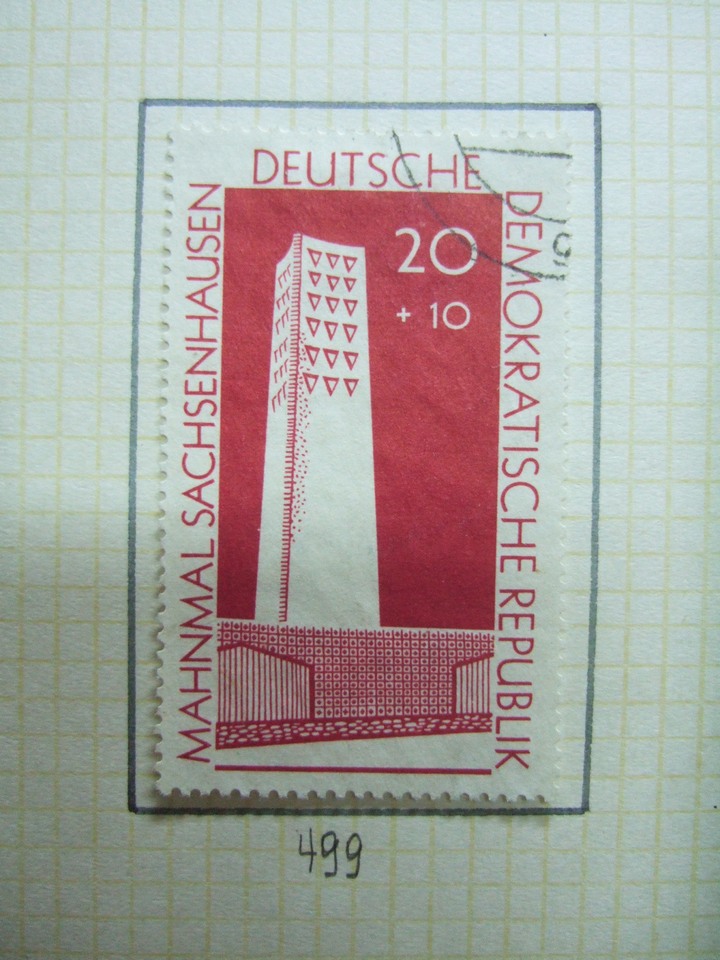 DEUTSCHE
DEMOKRATISCHE REPUBLIK
MAHNMAL SACHSENHAUSEN
20
+ 10
499